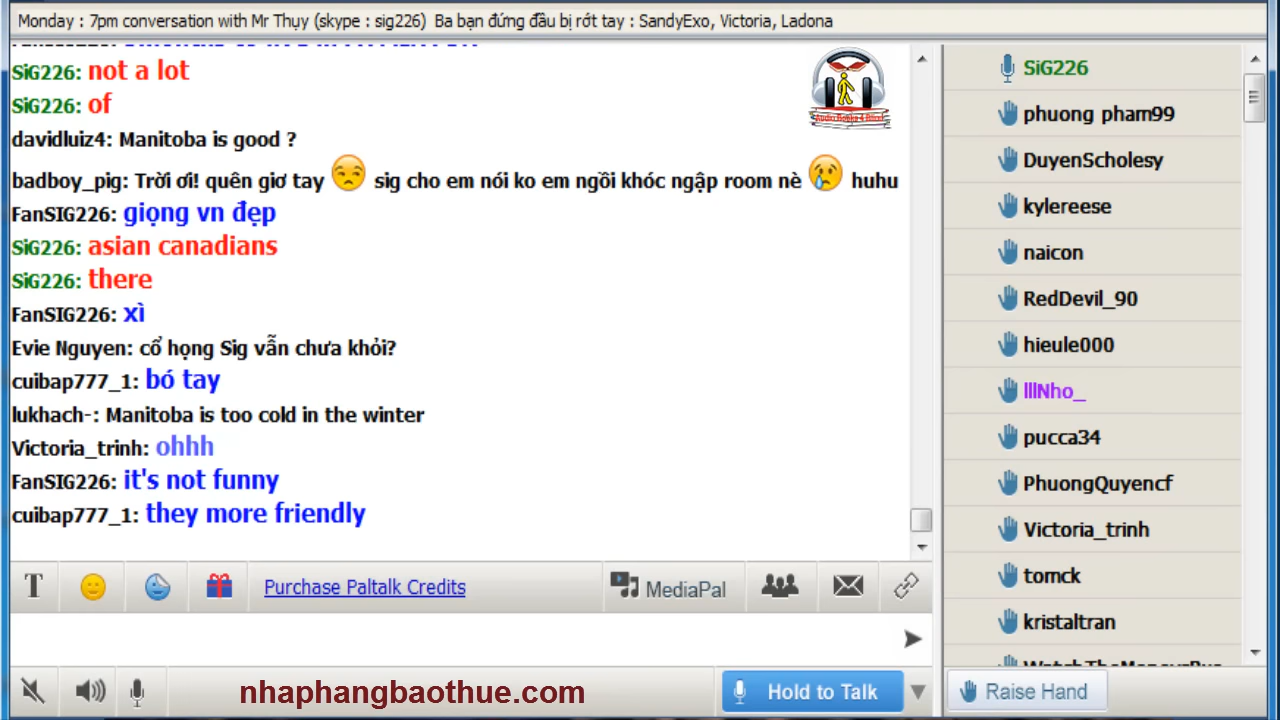 Monday : 7pm conversation with Mr Thụy (skype : sig226) Ba bạn đứng đầu bị rớt tay : SandyExo, Victoria, Ladona
SiG226: not a lot
SiG226: of
davidluiz4: Manitoba is good ?
badboy_pig: Trời ơi! quên giơ tay sig cho em nói ko em ngồi khóc ngập room nè huhu
FanSIG226: giọng vn đẹp
SiG226: asian canadians
SiG226: there
FanSIG226: xì
Evie Nguyen: cổ họng Sig vẫn chưa khỏi?
cuibap777_1: bó tay
lukhach-: Manitoba is too cold in the winter
Victoria_trinh: ohhh
FanSIG226: it's not funny
cuibap777_1: they more friendly
T
Purchase Paltalk Credits
MediaPal
nhaphangbaothue.com
Hold to Talk
SiG226
phuong pham99
DuyenScholesy
kylereese
naicon
RedDevil_90
hieule000
lllNho_
pucca34
PhuongQuyencf
Victoria_trinh
tomck
kristaltran
Raise Hand